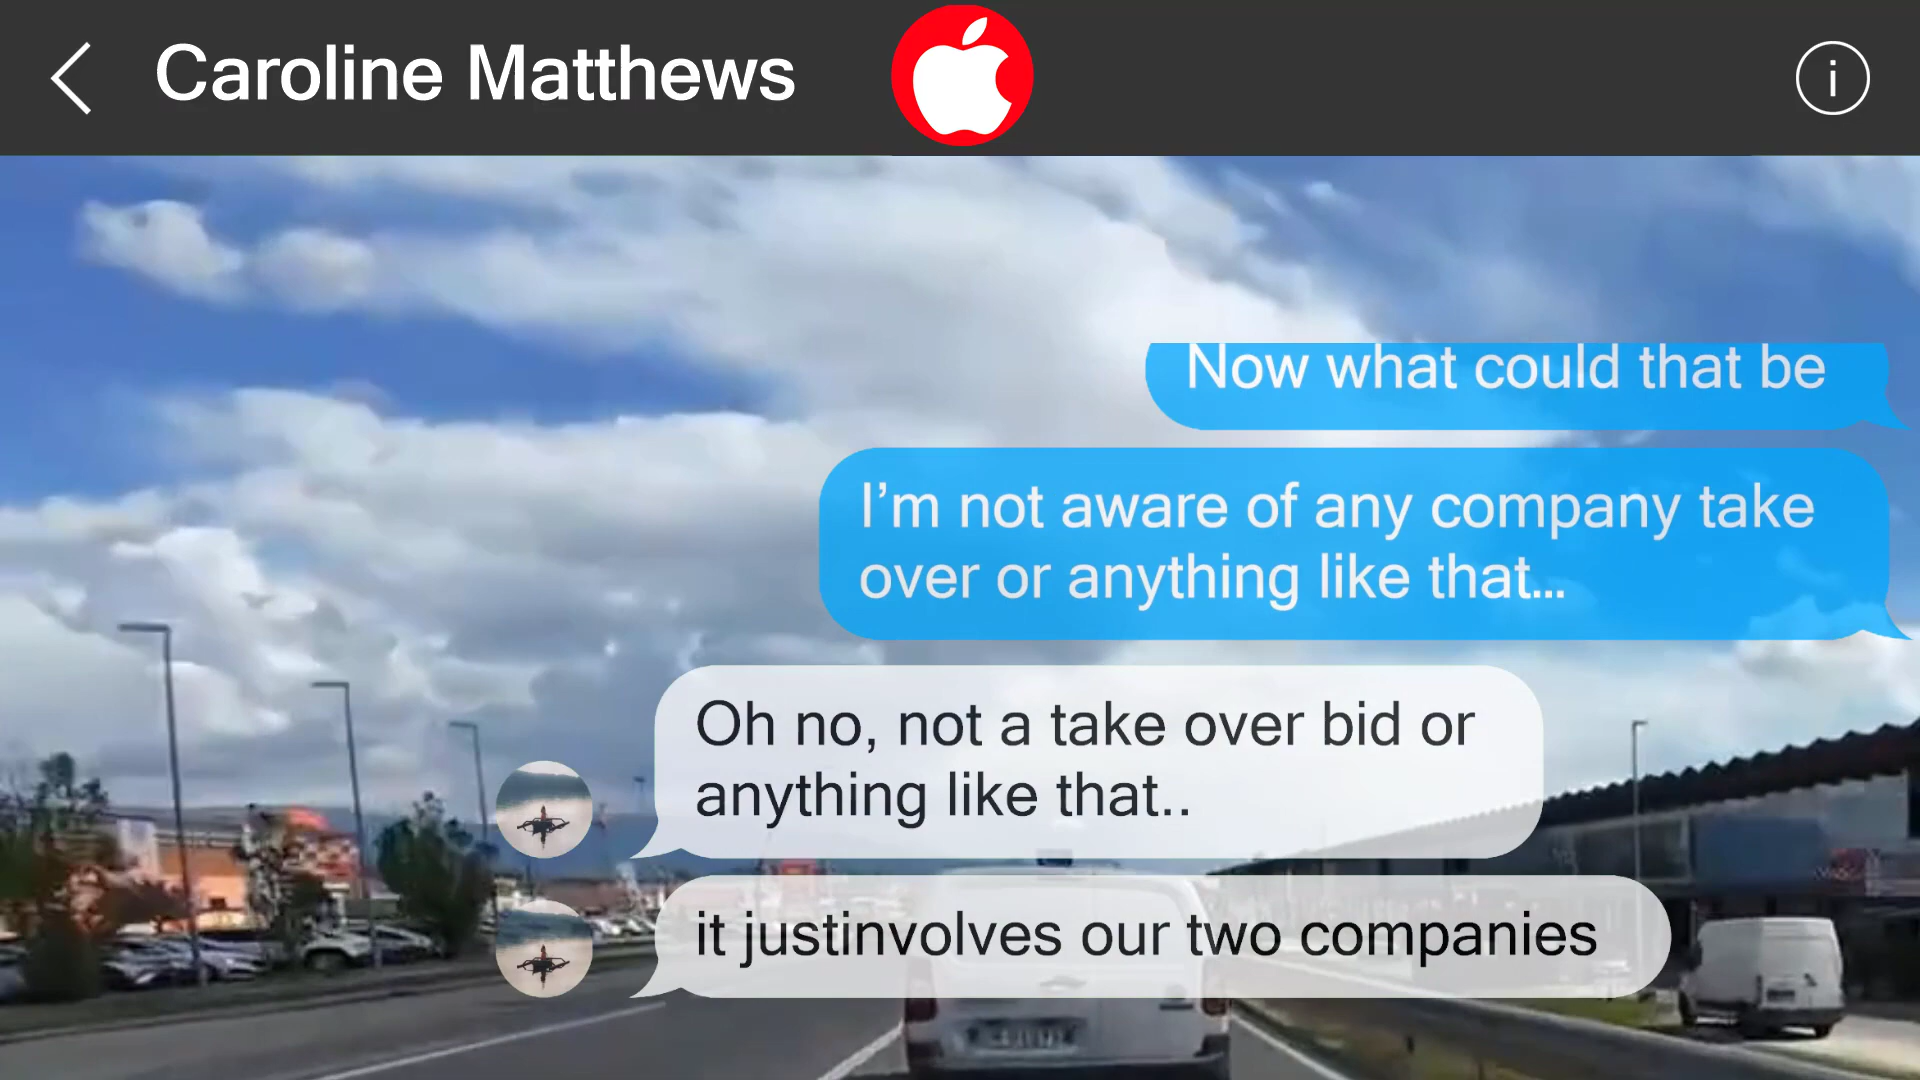 Caroline Matthews
Now what could that be
I’m not aware of any company take
over or anything like that...
Oh no, not a take over bid or
anything like that..
it justinvolves our two companies